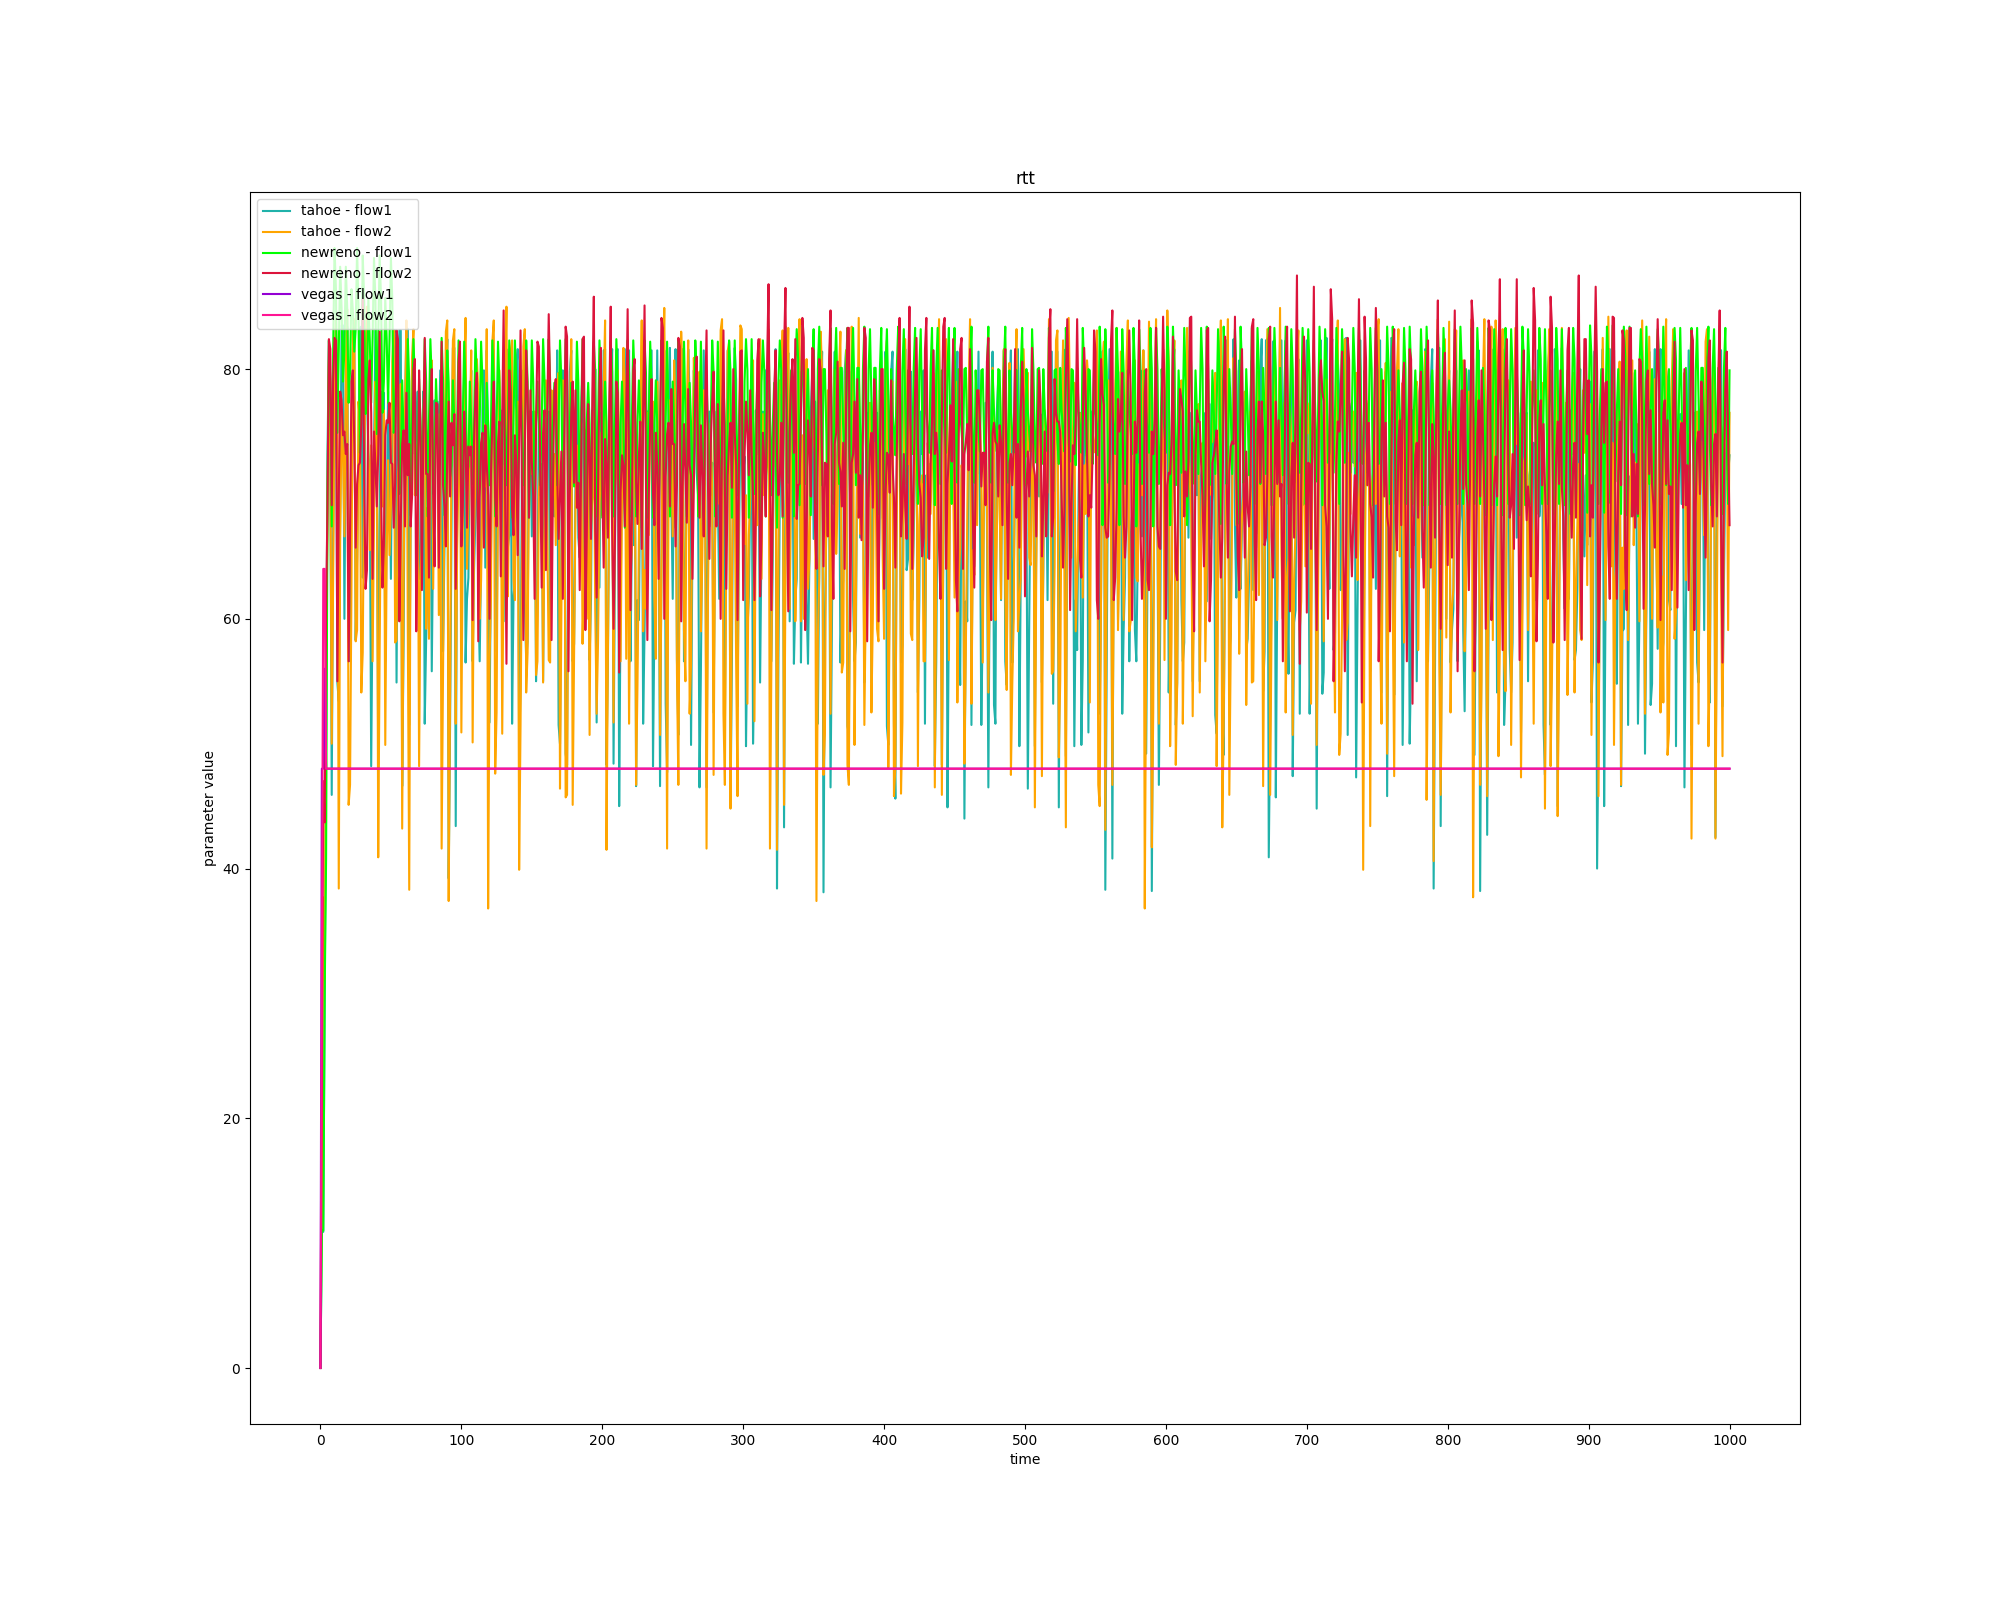 rtt
tahoe - flow1
tahoe - flow2
newreno - flow1
newreno - flow2
vegas - flow1
vegas - flow2
80
60
40
20
0
parameter value
0 100 200 300 400 500 600 700 800 900 1000
time